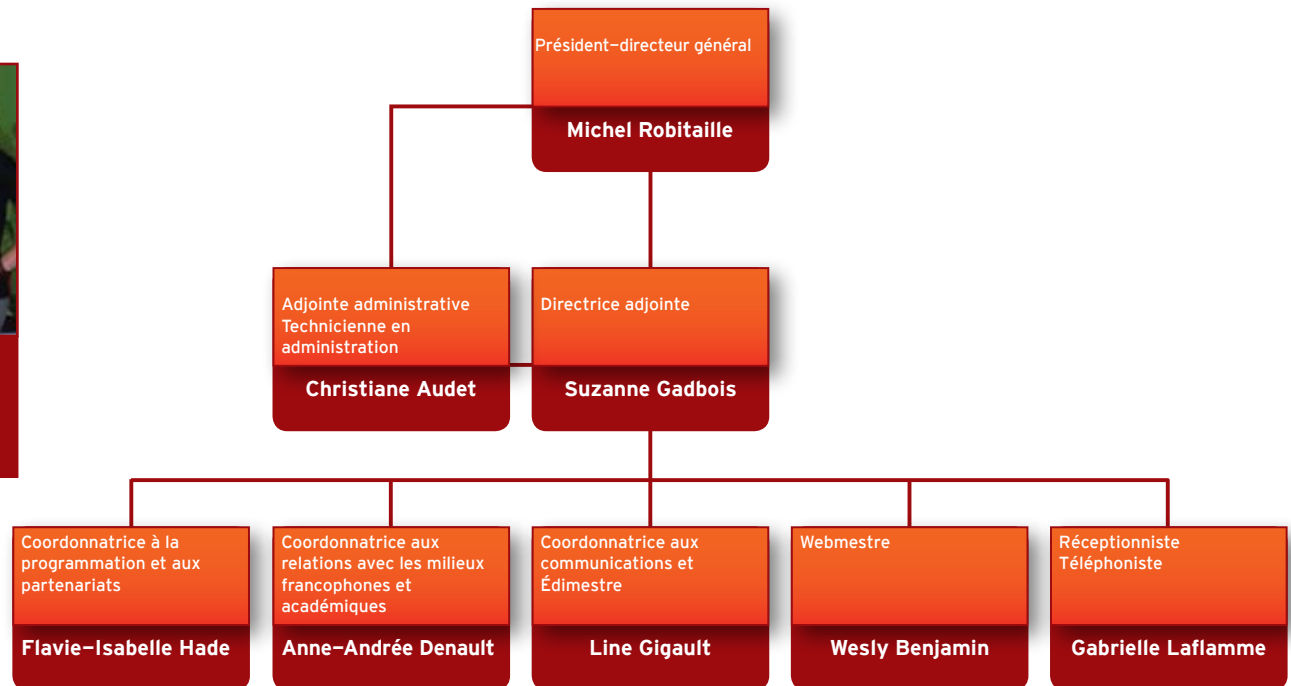 Président-directeur général
Michel Robitaille
Adjointe administrative
Technicienne en
administration
Christiane Audet
Directrice adjointe
Suzanne Gadbois
Coordonnatrice à la
programmation et aux
partenariats
Flavie-Isabelle Hade
Coordonnatrice aux
relations avec les milieux
francophones et
académiques
Anne-Andrée Denault
Coordonnatrice aux
communications et
Édimestre
Line Gigault
Webmestre
Wesly Benjamin
Réceptionniste
Téléphoniste
Gabrielle Laflamme